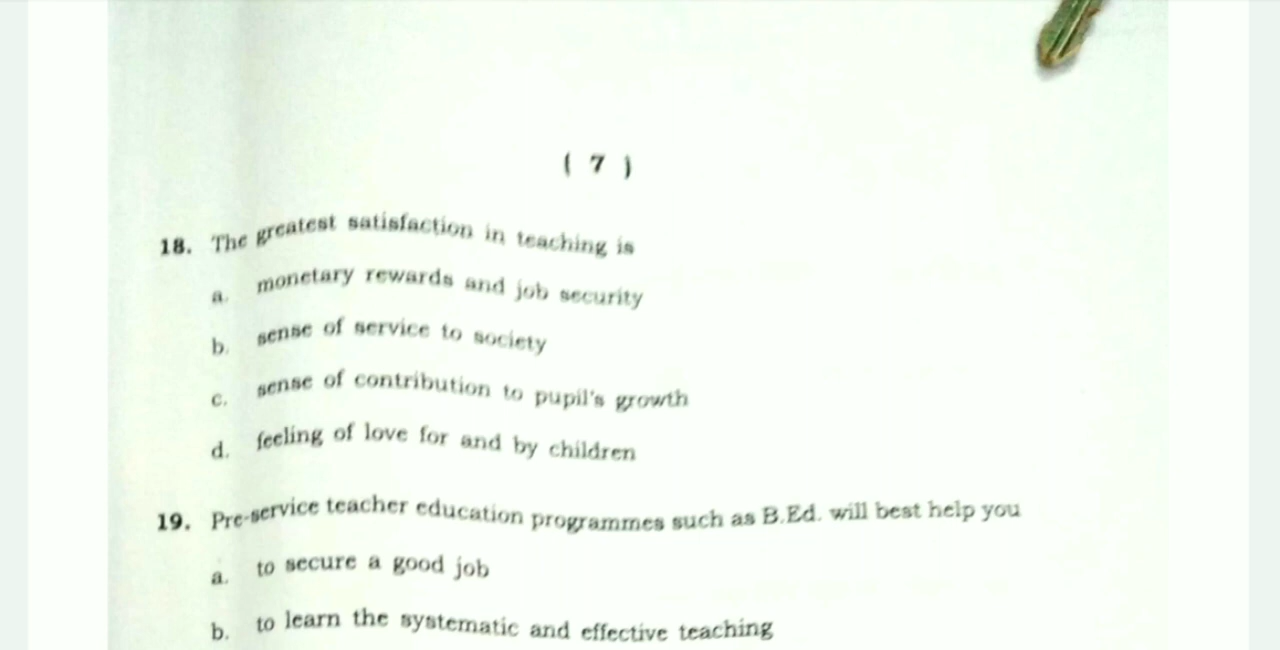 ( 7 )
18. The greatest satisfaction in teaching is
a. monetary rewards and job security
b. sense of service to society
c. sense of contribution to pupil's growth
d. feeling of love for and by children
19. Pre-service teacher education programmes such as B.Ed. will best help you
a. to secure a good job
b. to learn the systematic and effective teaching